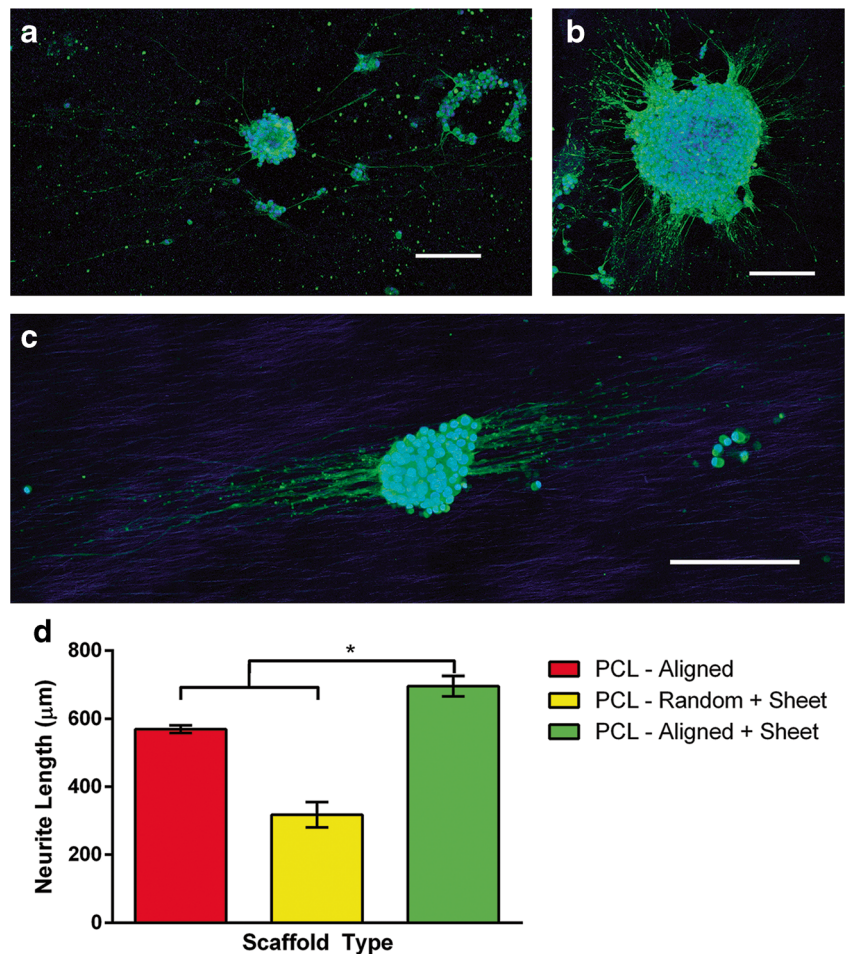 a
b
c
d
800
600
400
200
0
Neurite Length (μm)
*
Scaffold Type
PCL - Aligned
PCL - Random + Sheet
PCL - Aligned + Sheet